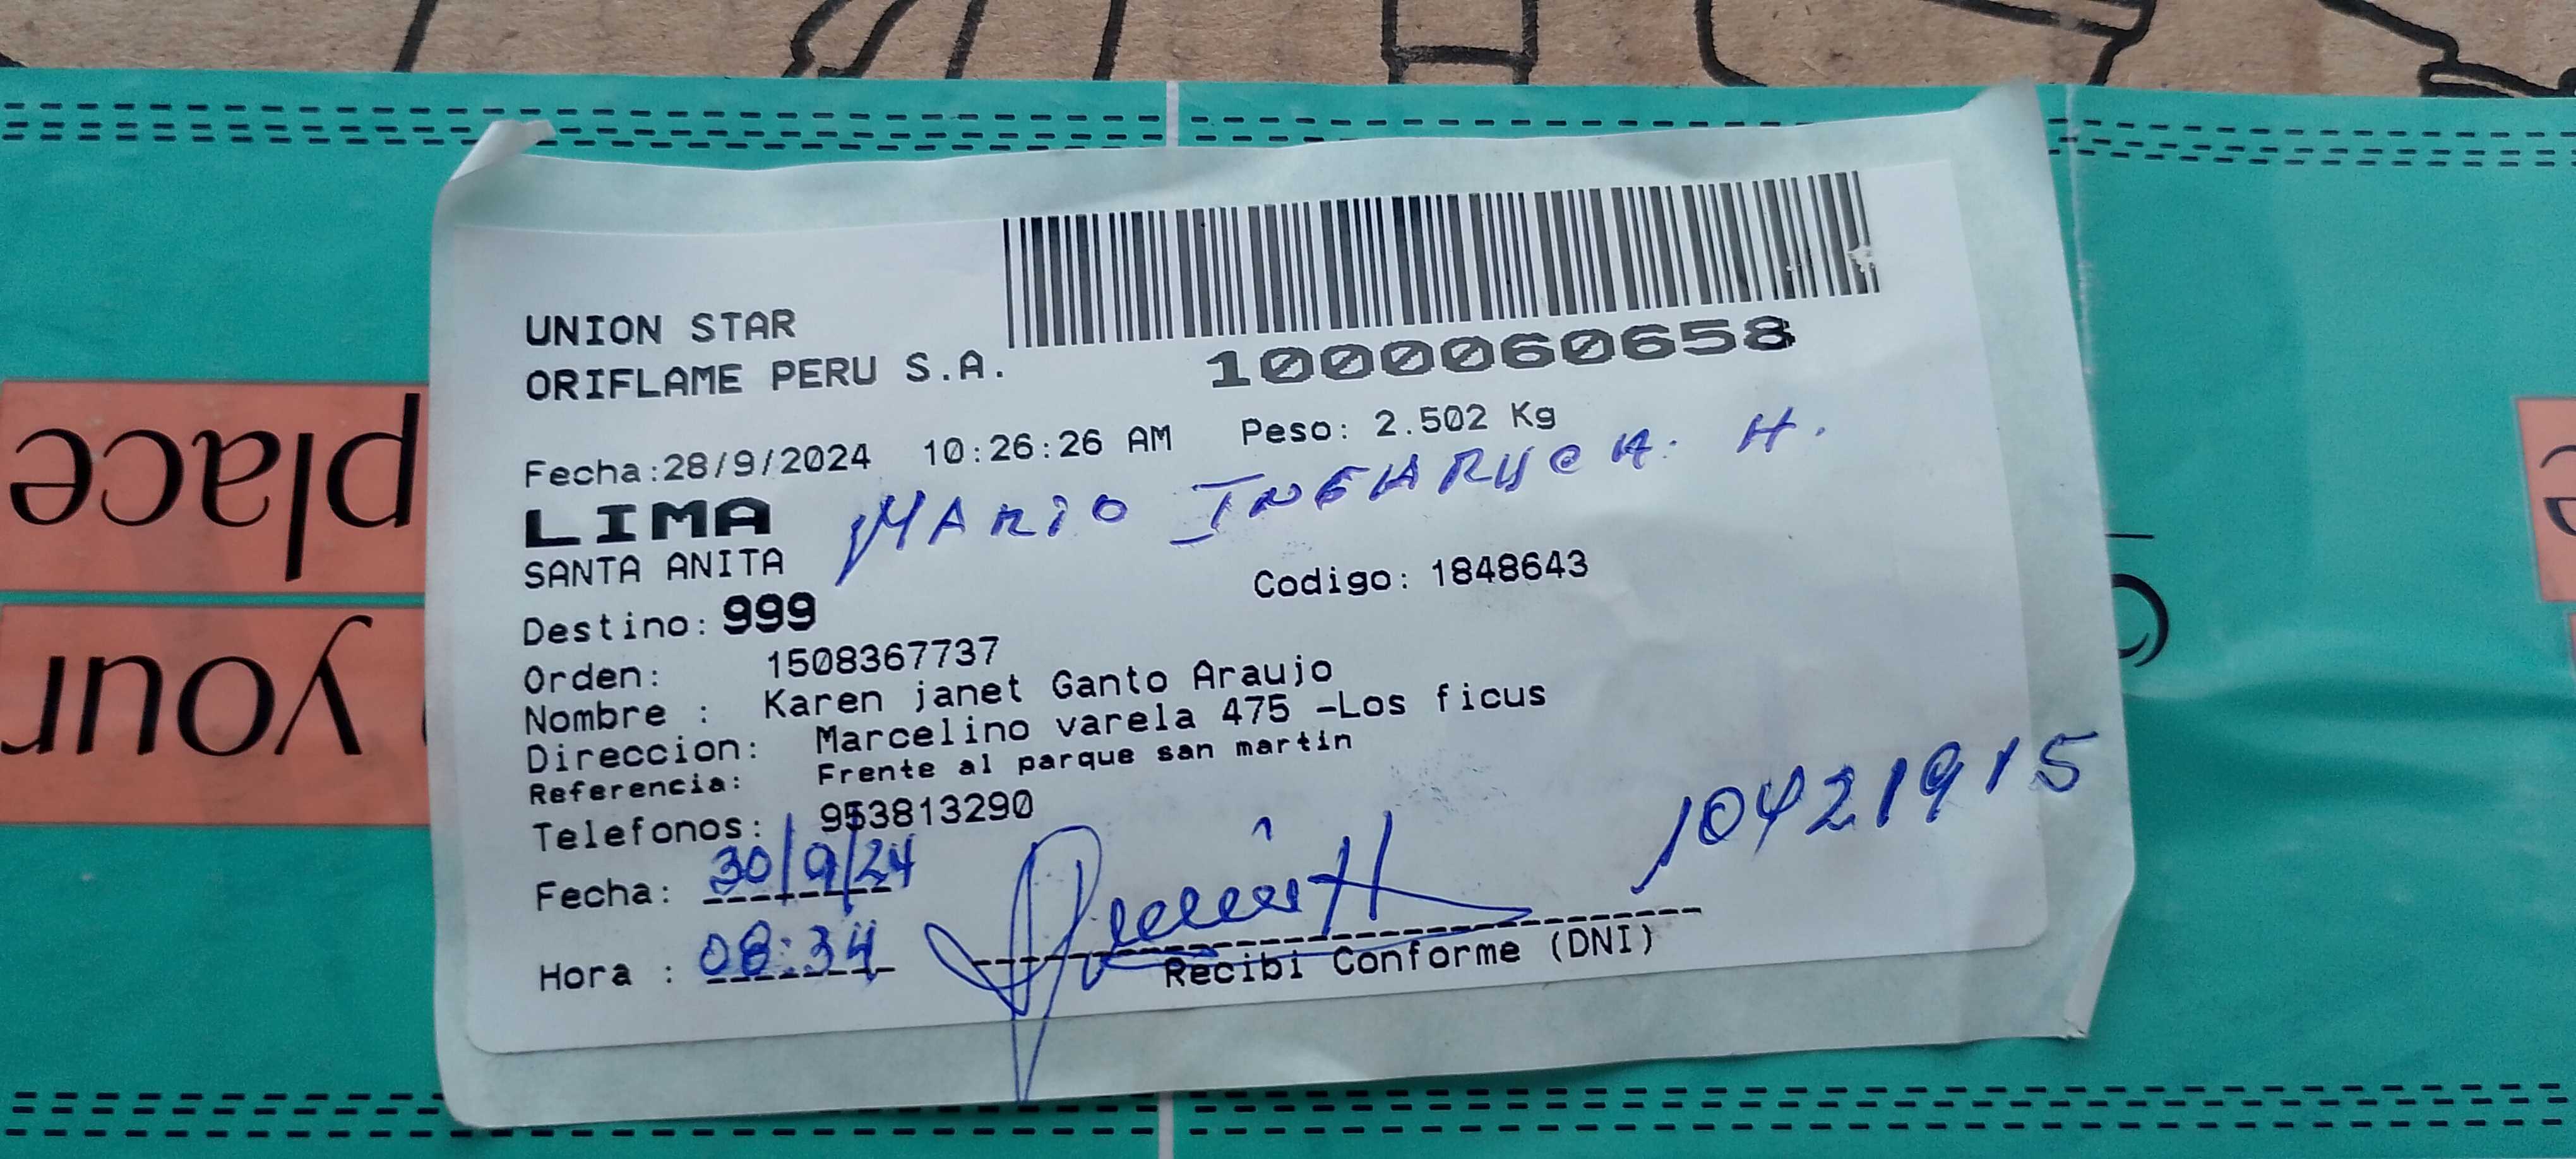 UNION STAR
ORIFLAME PERU S.A.
1000060658
Fecha:28/9/2024 10:26:26 AM Peso: 2.502 Kg
LIMA MARIO INGARUCA. H.
SANTA ANITA
Codigo: 1848643
Destino: 999
Orden: 1508367737
Nombre : Karen janet Ganto Araujo
Direccion: Marcelino varela 475 -Los ficus
Referencia: Frente al parque san martin
Telefonos: 953813290
Fecha: 30/9/24
10421915
Hora : 08:34
Recibi Conforme (DNI)
place
your